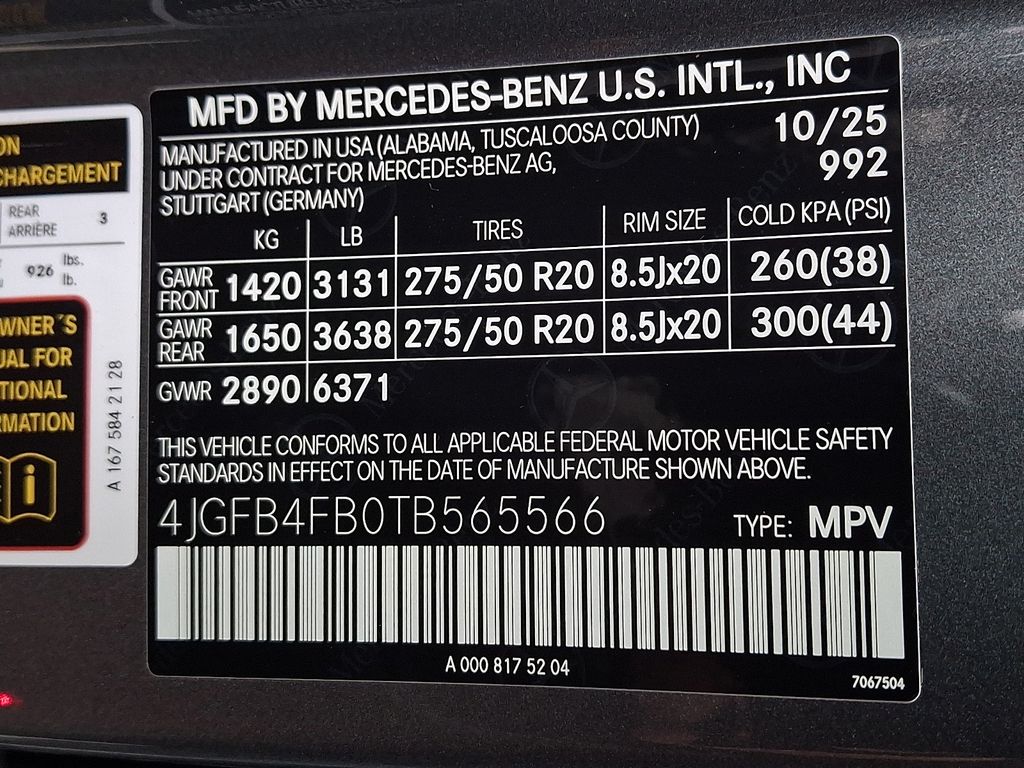 MFD BY MERCEDES-BENZ U.S. INTL., INC
MANUFACTURED IN USA (ALABAMA, TUSCALOOSA COUNTY) 10/25
UNDER CONTRACT FOR MERCEDES-BENZ AG, 992
STUTTGART (GERMANY)
KG LB TIRES RIM SIZE COLD KPA (PSI)
GAWR FRONT 1420 3131 275/50 R20 8.5Jx20 260(38)
GAWR REAR 1650 3638 275/50 R20 8.5Jx20 300(44)
GVWR 2890 6371
THIS VEHICLE CONFORMS TO ALL APPLICABLE FEDERAL MOTOR VEHICLE SAFETY
STANDARDS IN EFFECT ON THE DATE OF MANUFACTURE SHOWN ABOVE.
4JGFB4FB0TB565566 TYPE: MPV
A 000 817 52 04
7067504
ON
CHARGEMENT
REAR 3
ARRIÈRE
926 lbs.
lb.
WNER´S
UAL FOR
TIONAL
RMATION
A 167 584 21 28